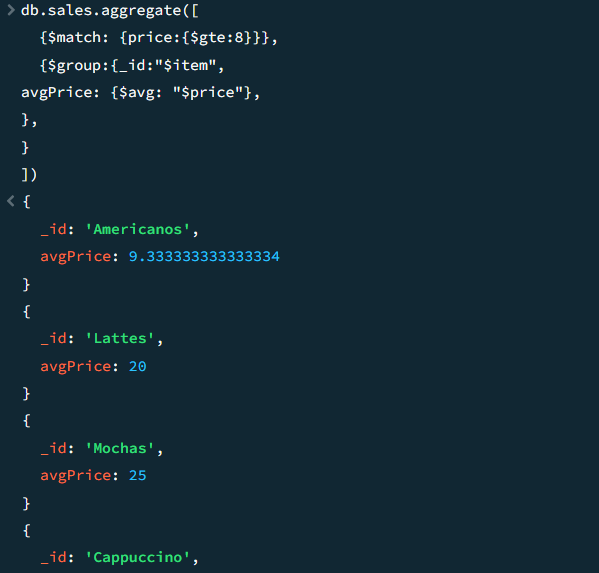 db.sales.aggregate([
{$match: {price:{$gte:8}}},
{$group:{_id:"$item",
avgPrice: {$avg: "$price"},
},
}
])
{
_id: 'Americanos',
avgPrice: 9.333333333333334
}
{
_id: 'Lattes',
avgPrice: 20
}
{
_id: 'Mochas',
avgPrice: 25
}
{
_id: 'Cappuccino',